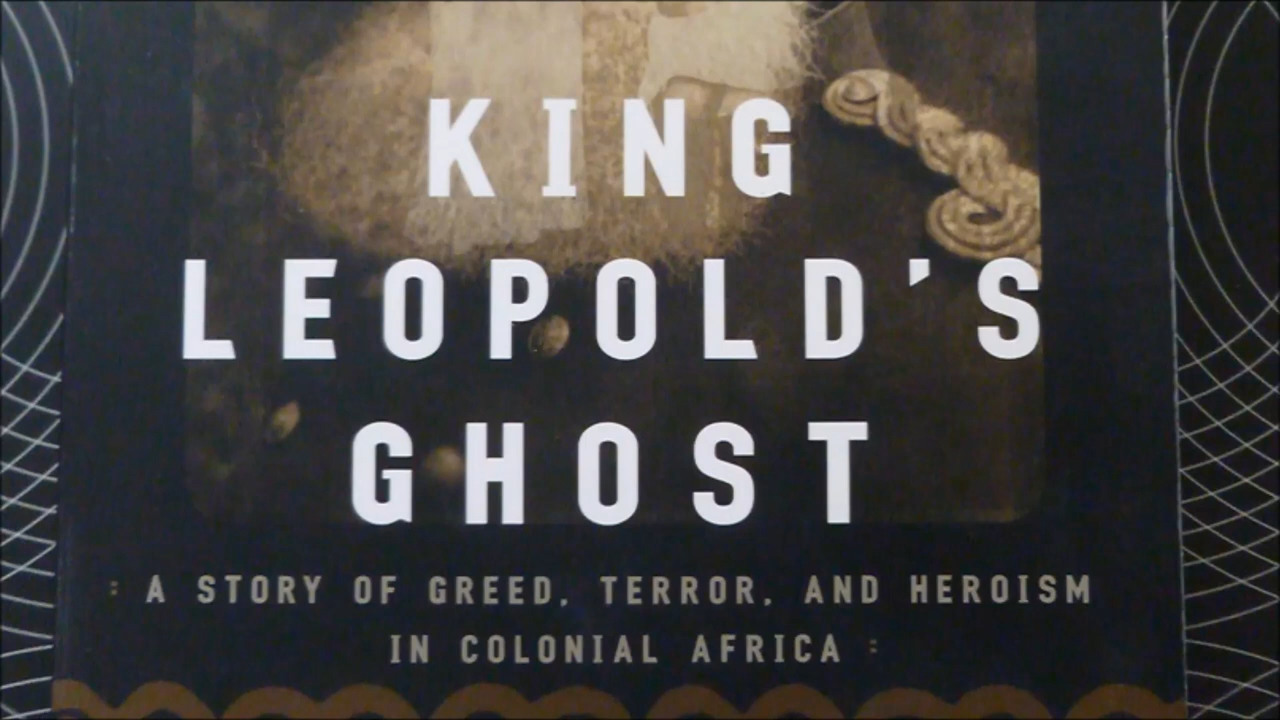 KING
LEOPOLD'S
GHOST
: A STORY OF GREED, TERROR, AND HEROISM
IN COLONIAL AFRICA :